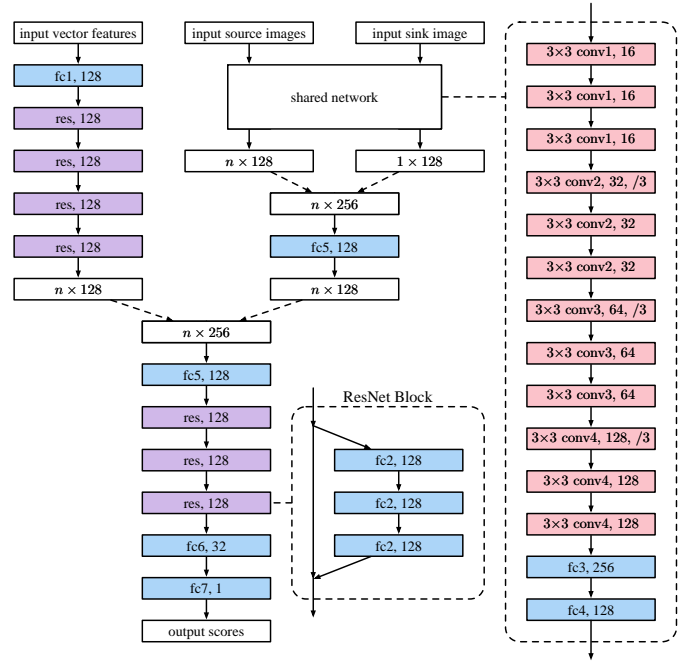 input vector features
fc1, 128
res, 128
res, 128
res, 128
res, 128
n × 128
input source images
input sink image
shared network
n × 128
1 × 128
n × 256
fc5, 128
n × 128
n × 256
fc5, 128
res, 128
res, 128
res, 128
fc6, 32
fc7, 1
output scores
ResNet Block
fc2, 128
fc2, 128
fc2, 128
3×3 conv1, 16
3×3 conv1, 16
3×3 conv1, 16
3×3 conv2, 32, /3
3×3 conv2, 32
3×3 conv2, 32
3×3 conv3, 64, /3
3×3 conv3, 64
3×3 conv3, 64
3×3 conv4, 128, /3
3×3 conv4, 128
3×3 conv4, 128
fc3, 256
fc4, 128